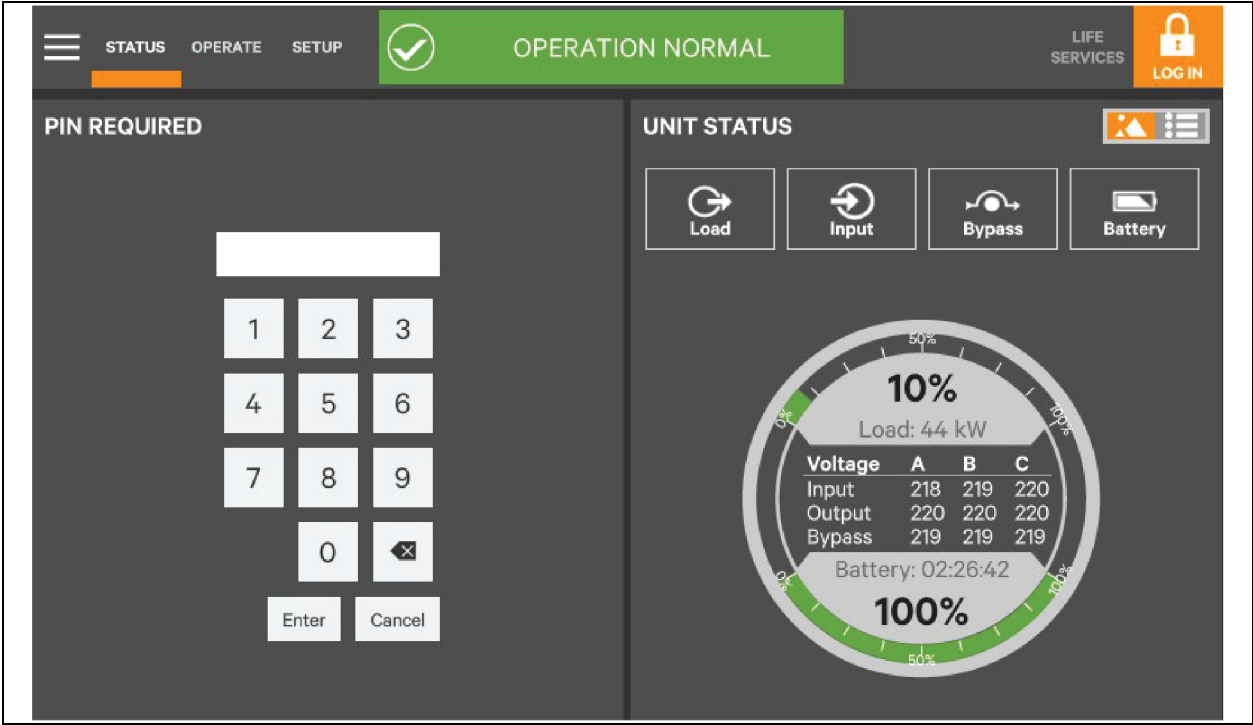 STATUS OPERATE SETUP
OPERATION NORMAL
LIFE
SERVICES
LOG IN
PIN REQUIRED
1 2 3
4 5 6
7 8 9
0
Enter Cancel
UNIT STATUS
Load Input Bypass Battery
50%
0% 100%
10%
Load: 44 kW
Voltage A B C
Input 218 219 220
Output 220 220 220
Bypass 219 219 219
Battery: 02:26:42
0% 100%
100%
50%